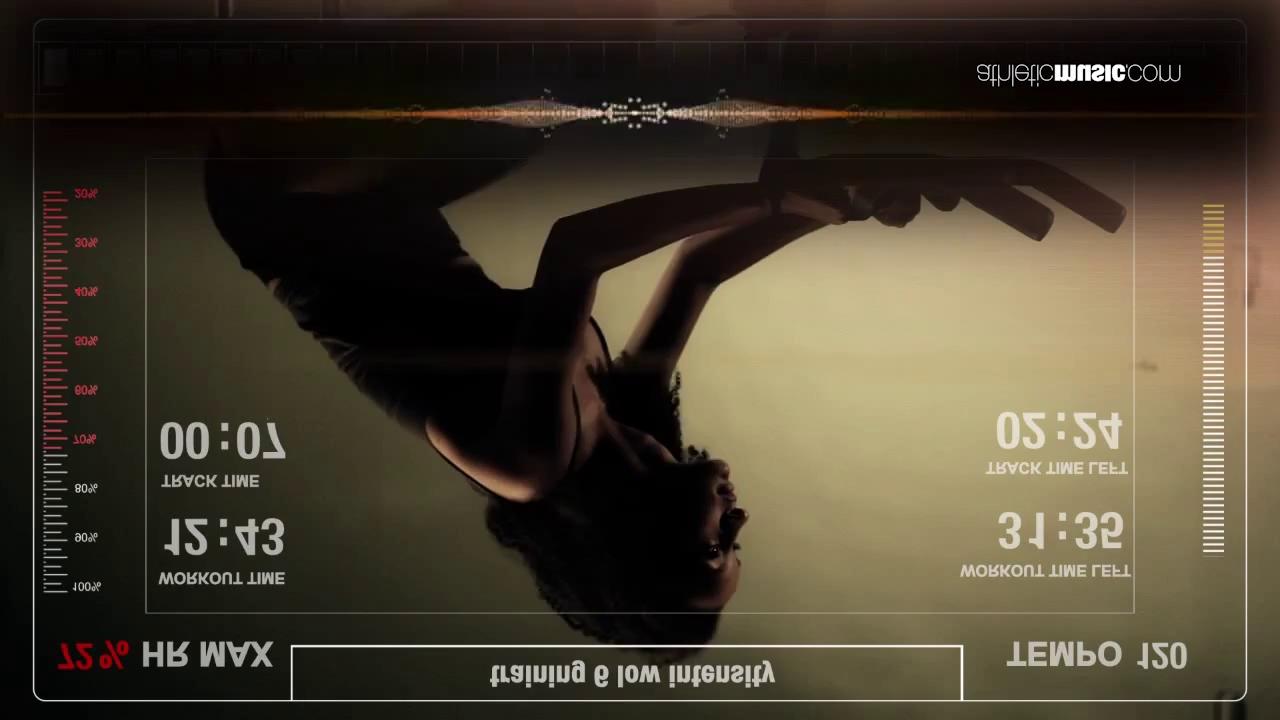 72% HR MAX
training 6 low intensity
TEMPO 120
WORKOUT TIME
12:43
TRACK TIME
00:07
WORKOUT TIME LEFT
31:35
TRACK TIME LEFT
02:24
100%
90%
80%
70%
60%
50%
40%
30%
20%
athleticmusic.com